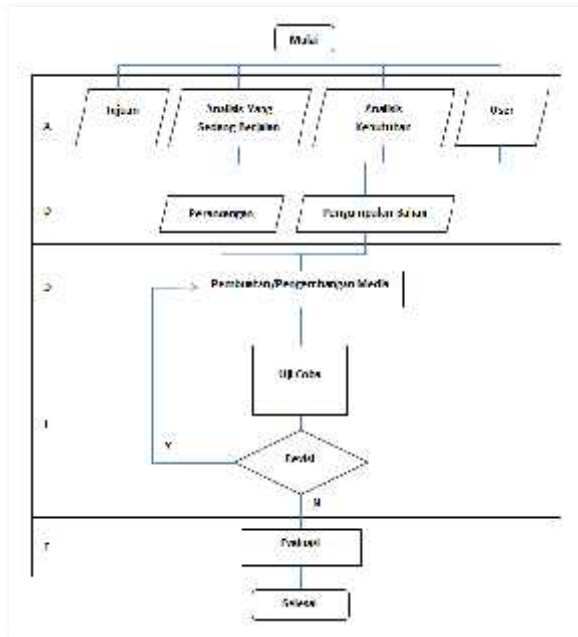 Mulai
A
Tujuan
Analisis Yang
Sedang Berjalan
Analisis
Kebutuhan
User
D
Perancangan
Pengumpulan Bahan
D
Pembuatan/Pengembangan Media
Uji Coba
I
Y
Revisi
N
E
Evaluasi
Selesai